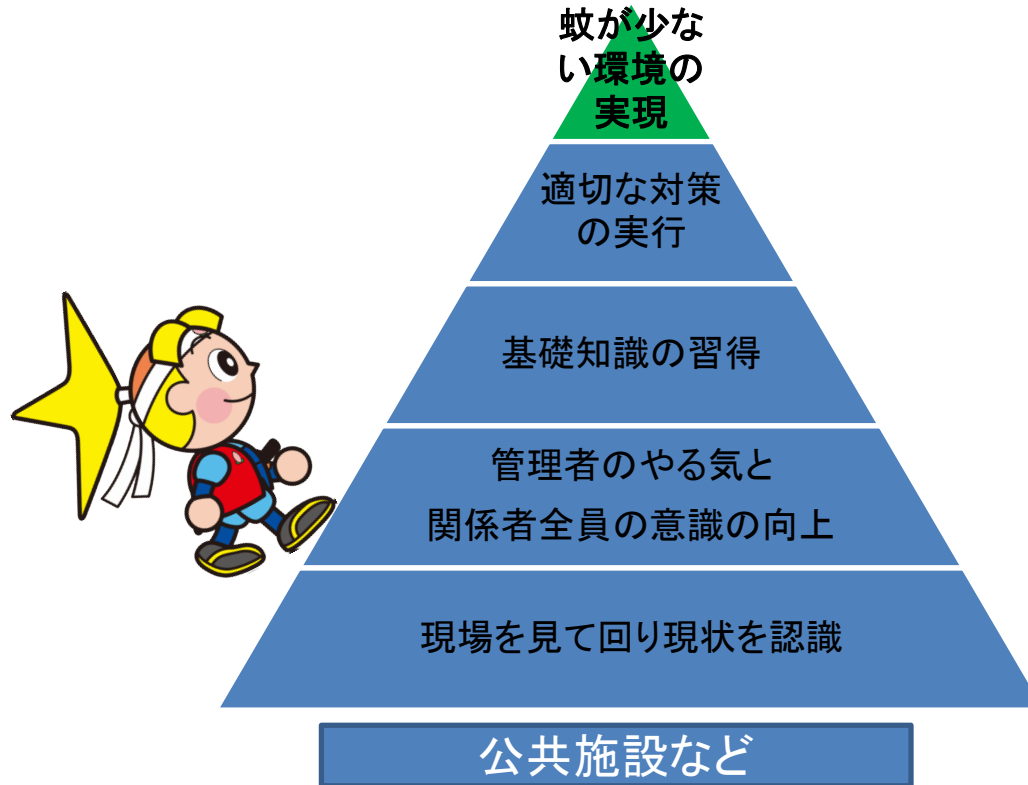 蚊が少な
い環境の
実現
適切な対策
の実行
基礎知識の習得
管理者のやる気と
関係者全員の意識の向上
現場を見て回り現状を認識
公共施設など